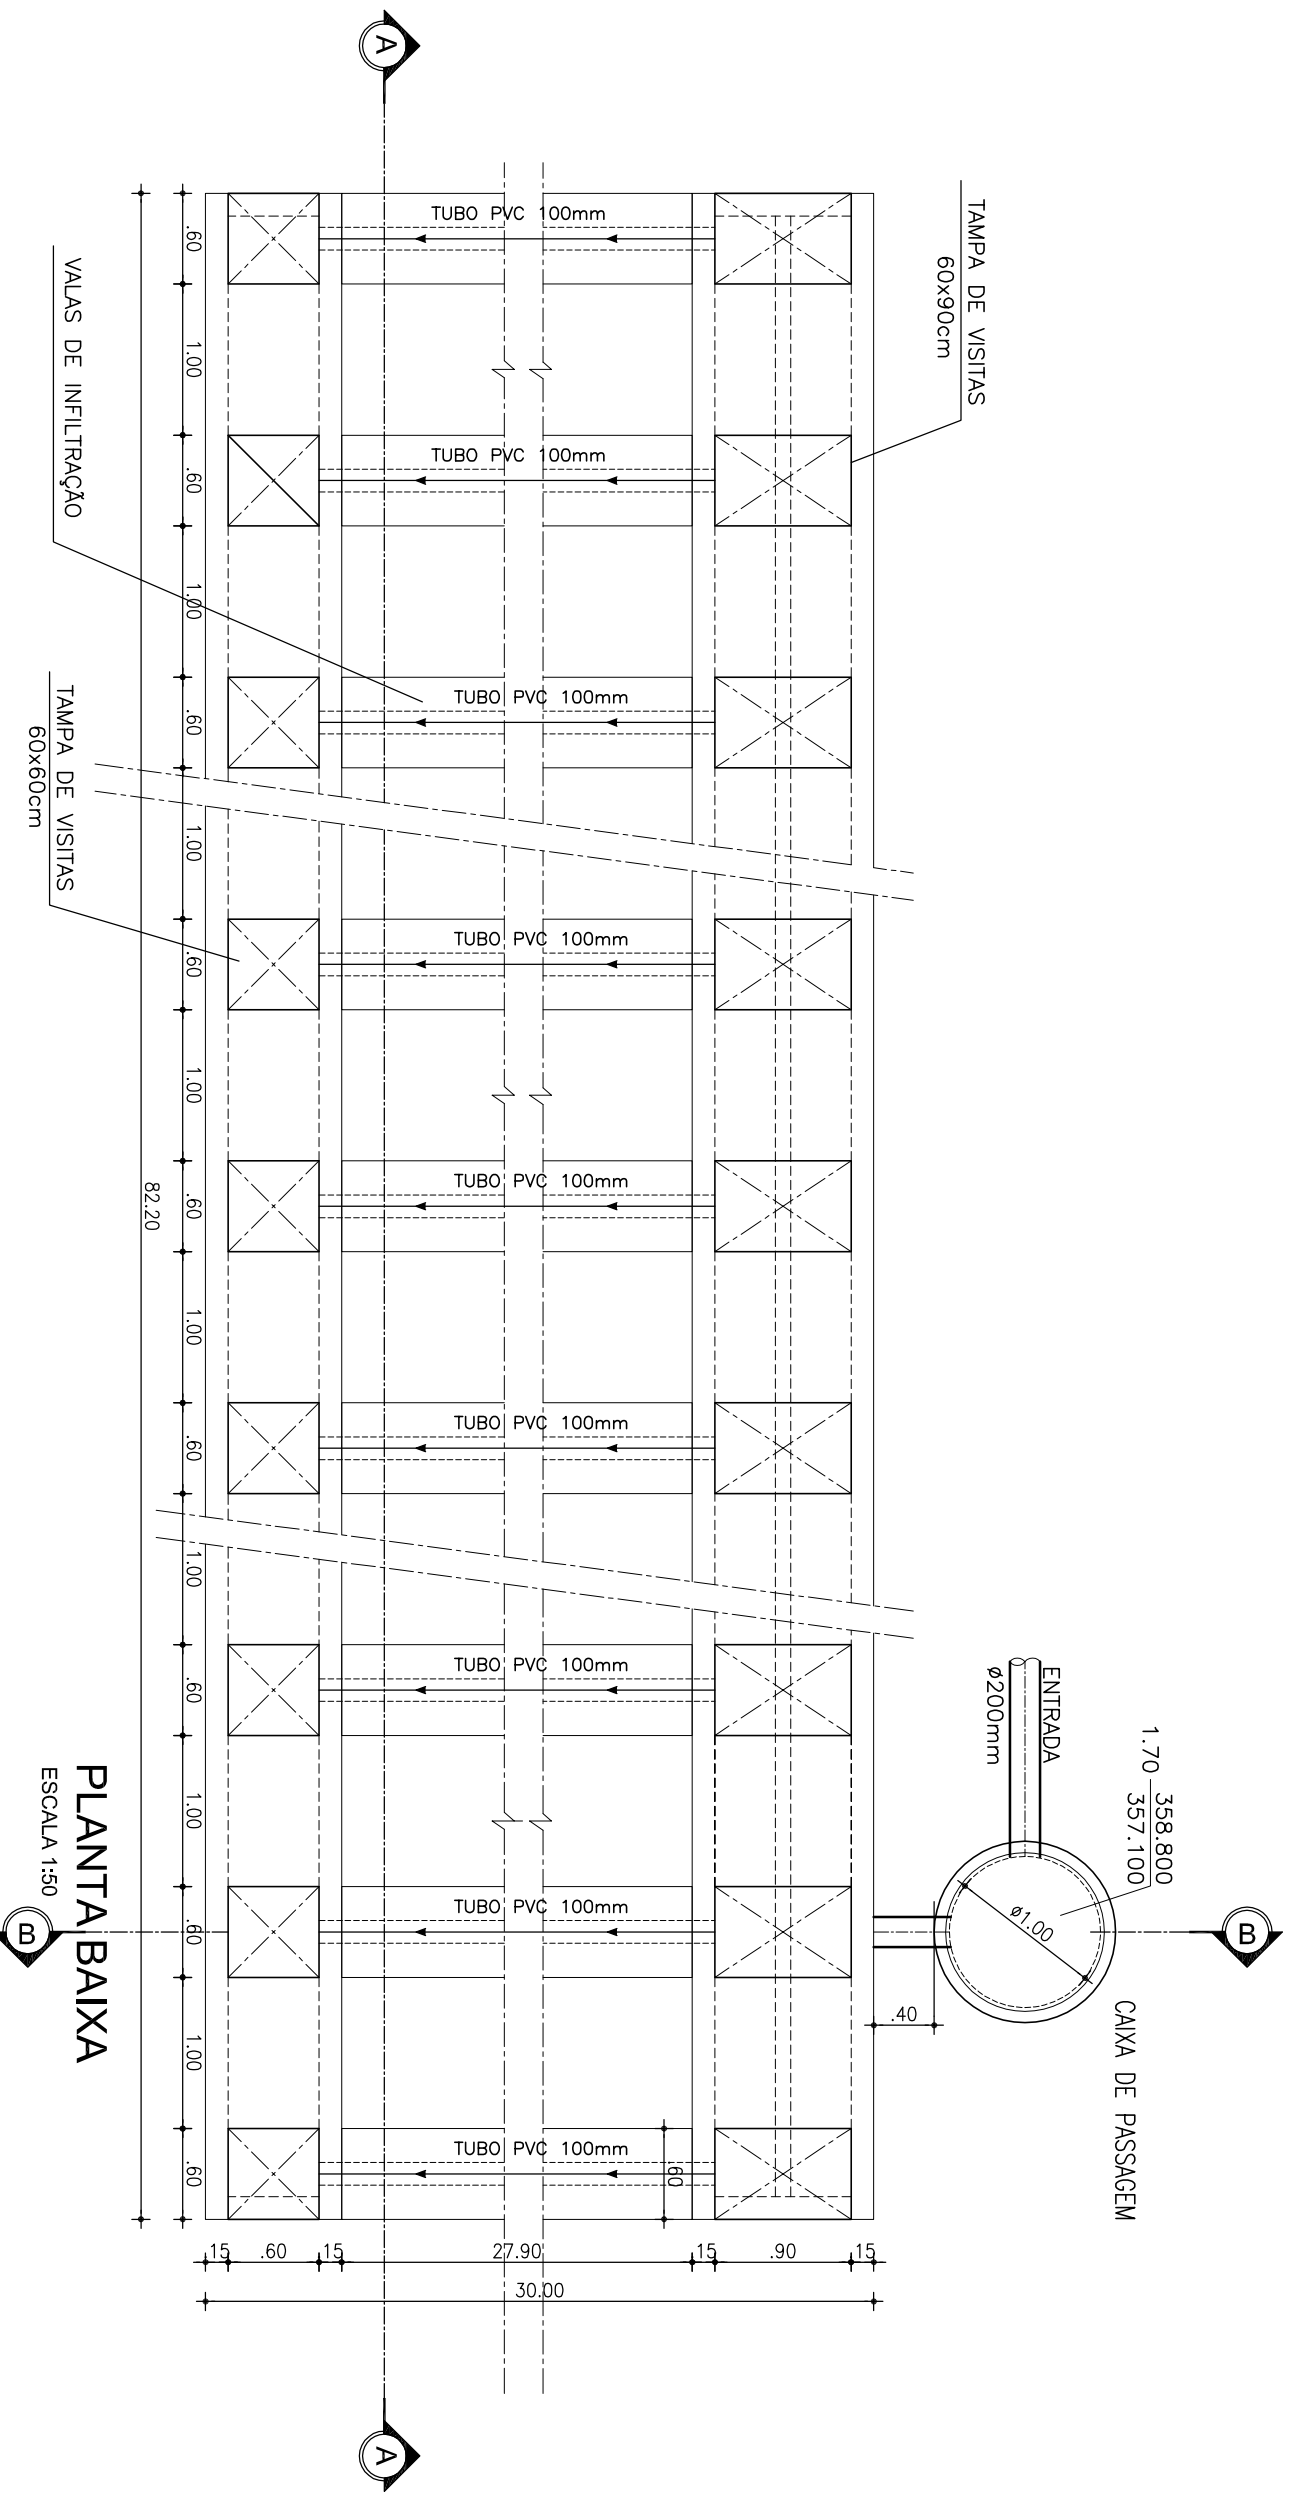 A
TAMPA DE VISITAS
60x90cm
TUBO PVC 100mm
.60
1.00
VALAS DE INFILTRAÇÃO
TUBO PVC 100mm
.60
1.00
TUBO PVC 100mm
.60
1.00
TAMPA DE VISITAS
60x60cm
TUBO PVC 100mm
.60
1.00
TUBO PVC 100mm
.60
82.20
1.00
TUBO PVC 100mm
.60
1.00
TUBO PVC 100mm
.60
1.00
ENTRADA
ø200mm
1.70
358.800
357.100
ø1.00
CAIXA DE PASSAGEM
TUBO PVC 100mm
.60
1.00
.40
B
B
PLANTA BAIXA
ESCALA 1:50
TUBO PVC 100mm
.60
.60
.15
.60
.15
27.90
.15
.90
.15
30.00
A